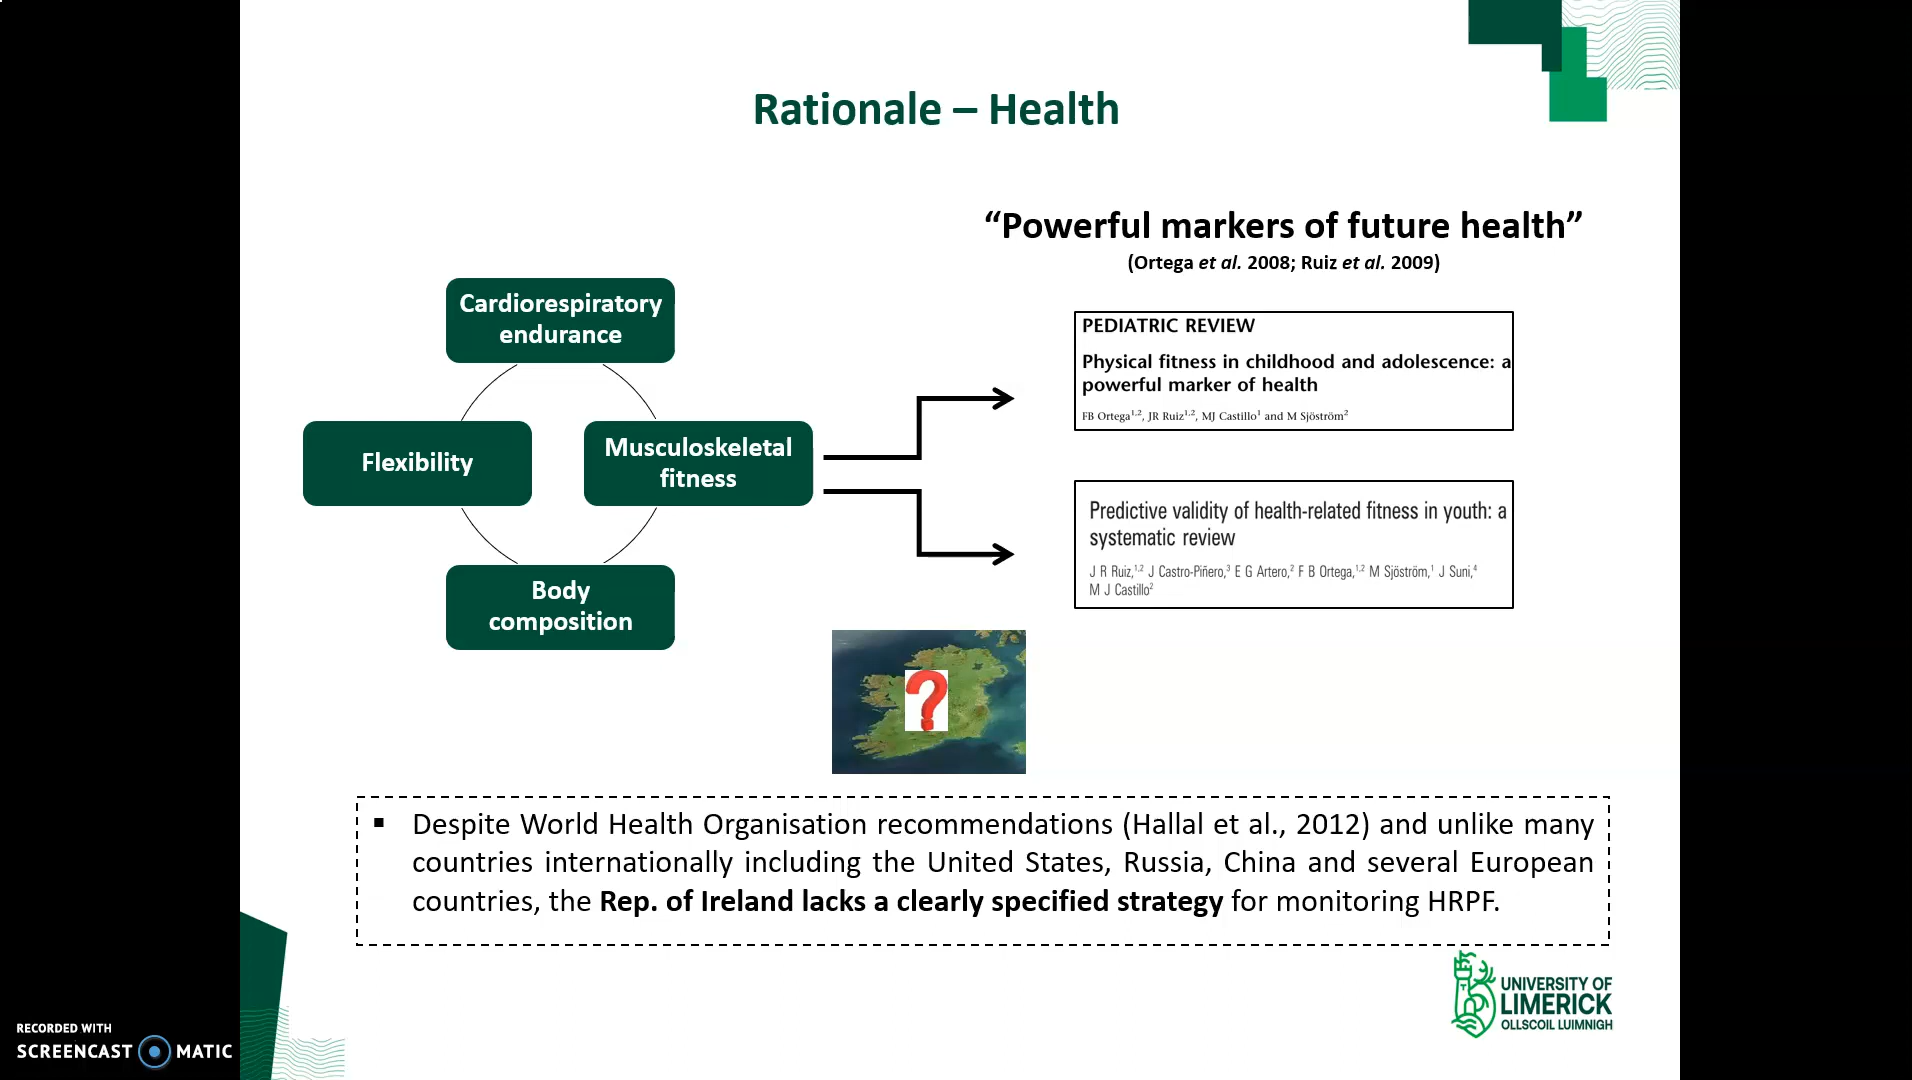 Rationale – Health
“Powerful markers of future health”
(Ortega et al. 2008; Ruiz et al. 2009)
Cardiorespiratory
endurance
Flexibility
Musculoskeletal
fitness
Body
composition
PEDIATRIC REVIEW
Physical fitness in childhood and adolescence: a
powerful marker of health
FB Ortega1,2, JR Ruiz1,2, MJ Castillo1 and M Sjöström2
Predictive validity of health-related fitness in youth: a
systematic review
J R Ruiz,1,2 J Castro-Piñero,3 E G Artero,2 F B Ortega,1,2 M Sjöström,1 J Suni,4
M J Castillo2
?
▪ Despite World Health Organisation recommendations (Hallal et al., 2012) and unlike many
countries internationally including the United States, Russia, China and several European
countries, the Rep. of Ireland lacks a clearly specified strategy for monitoring HRPF.
UNIVERSITY OF
LIMERICK
OLLSCOIL LUIMNIGH
RECORDED WITH
SCREENCAST MATIC